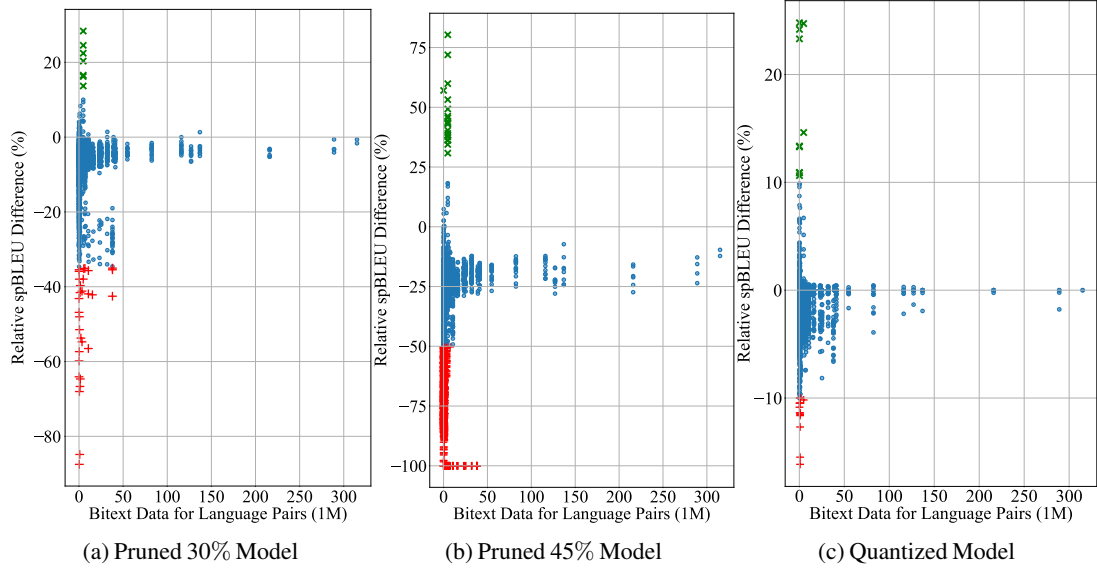 Relative spBLEU Difference (%)
20
0
−20
−40
−60
−80
0 50 100 150 200 250 300
Bitext Data for Language Pairs (1M)
(a) Pruned 30% Model
Relative spBLEU Difference (%)
75
50
25
0
−25
−50
−75
−100
0 50 100 150 200 250 300
Bitext Data for Language Pairs (1M)
(b) Pruned 45% Model
Relative spBLEU Difference (%)
20
10
0
−10
0 50 100 150 200 250 300
Bitext Data for Language Pairs (1M)
(c) Quantized Model